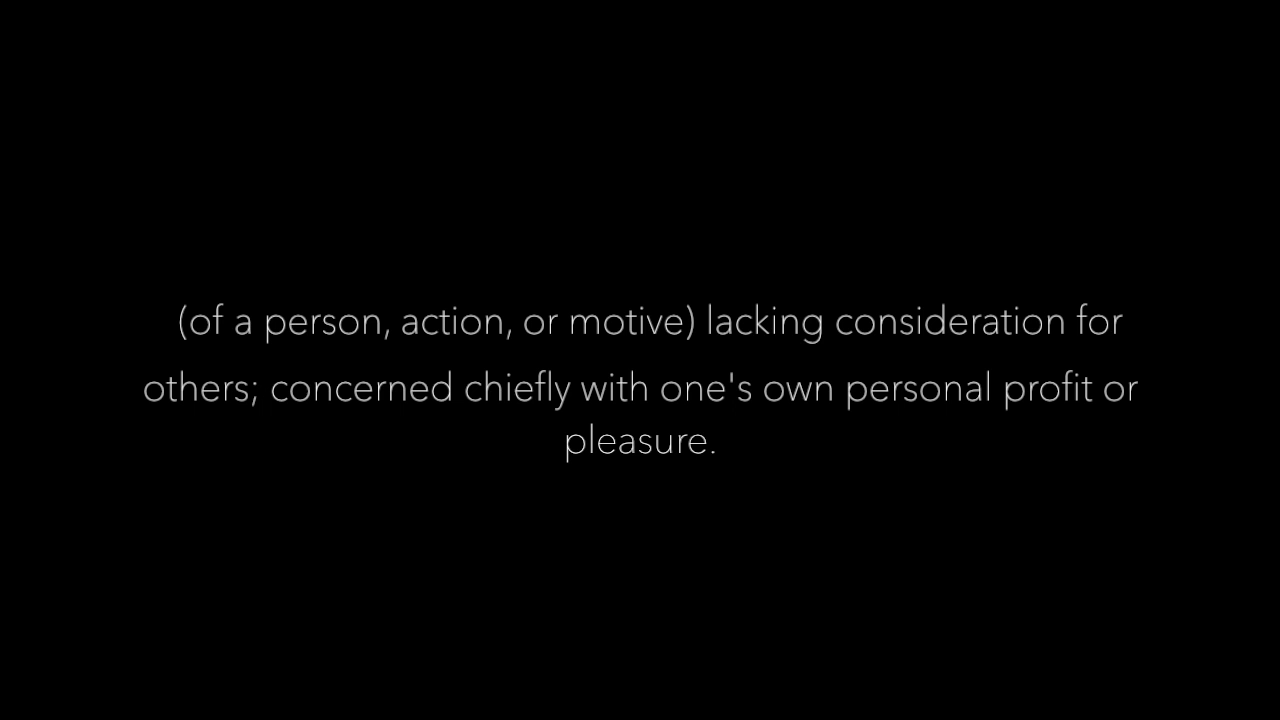 (of a person, action, or motive) lacking consideration for
others; concerned chiefly with one's own personal profit or
pleasure.